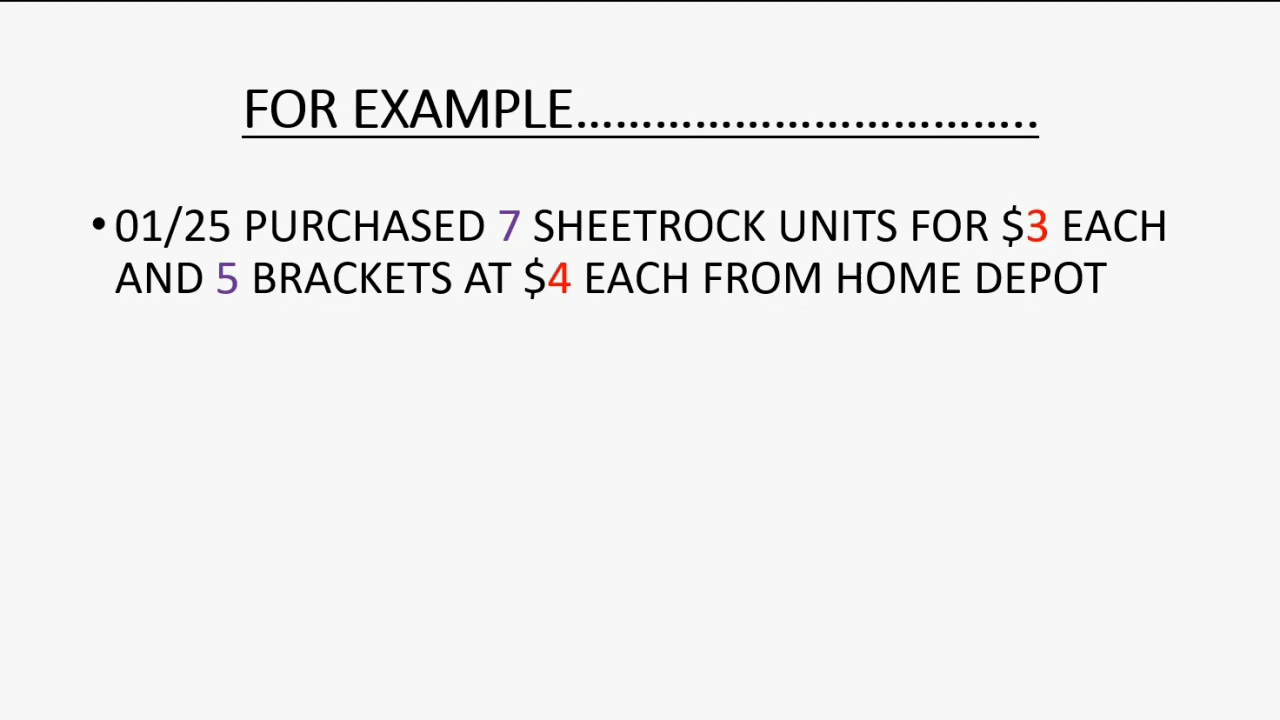 FOR EXAMPLE…………………………….. 
• 01/25 PURCHASED 7 SHEETROCK UNITS FOR $3 EACH
AND 5 BRACKETS AT $4 EACH FROM HOME DEPOT